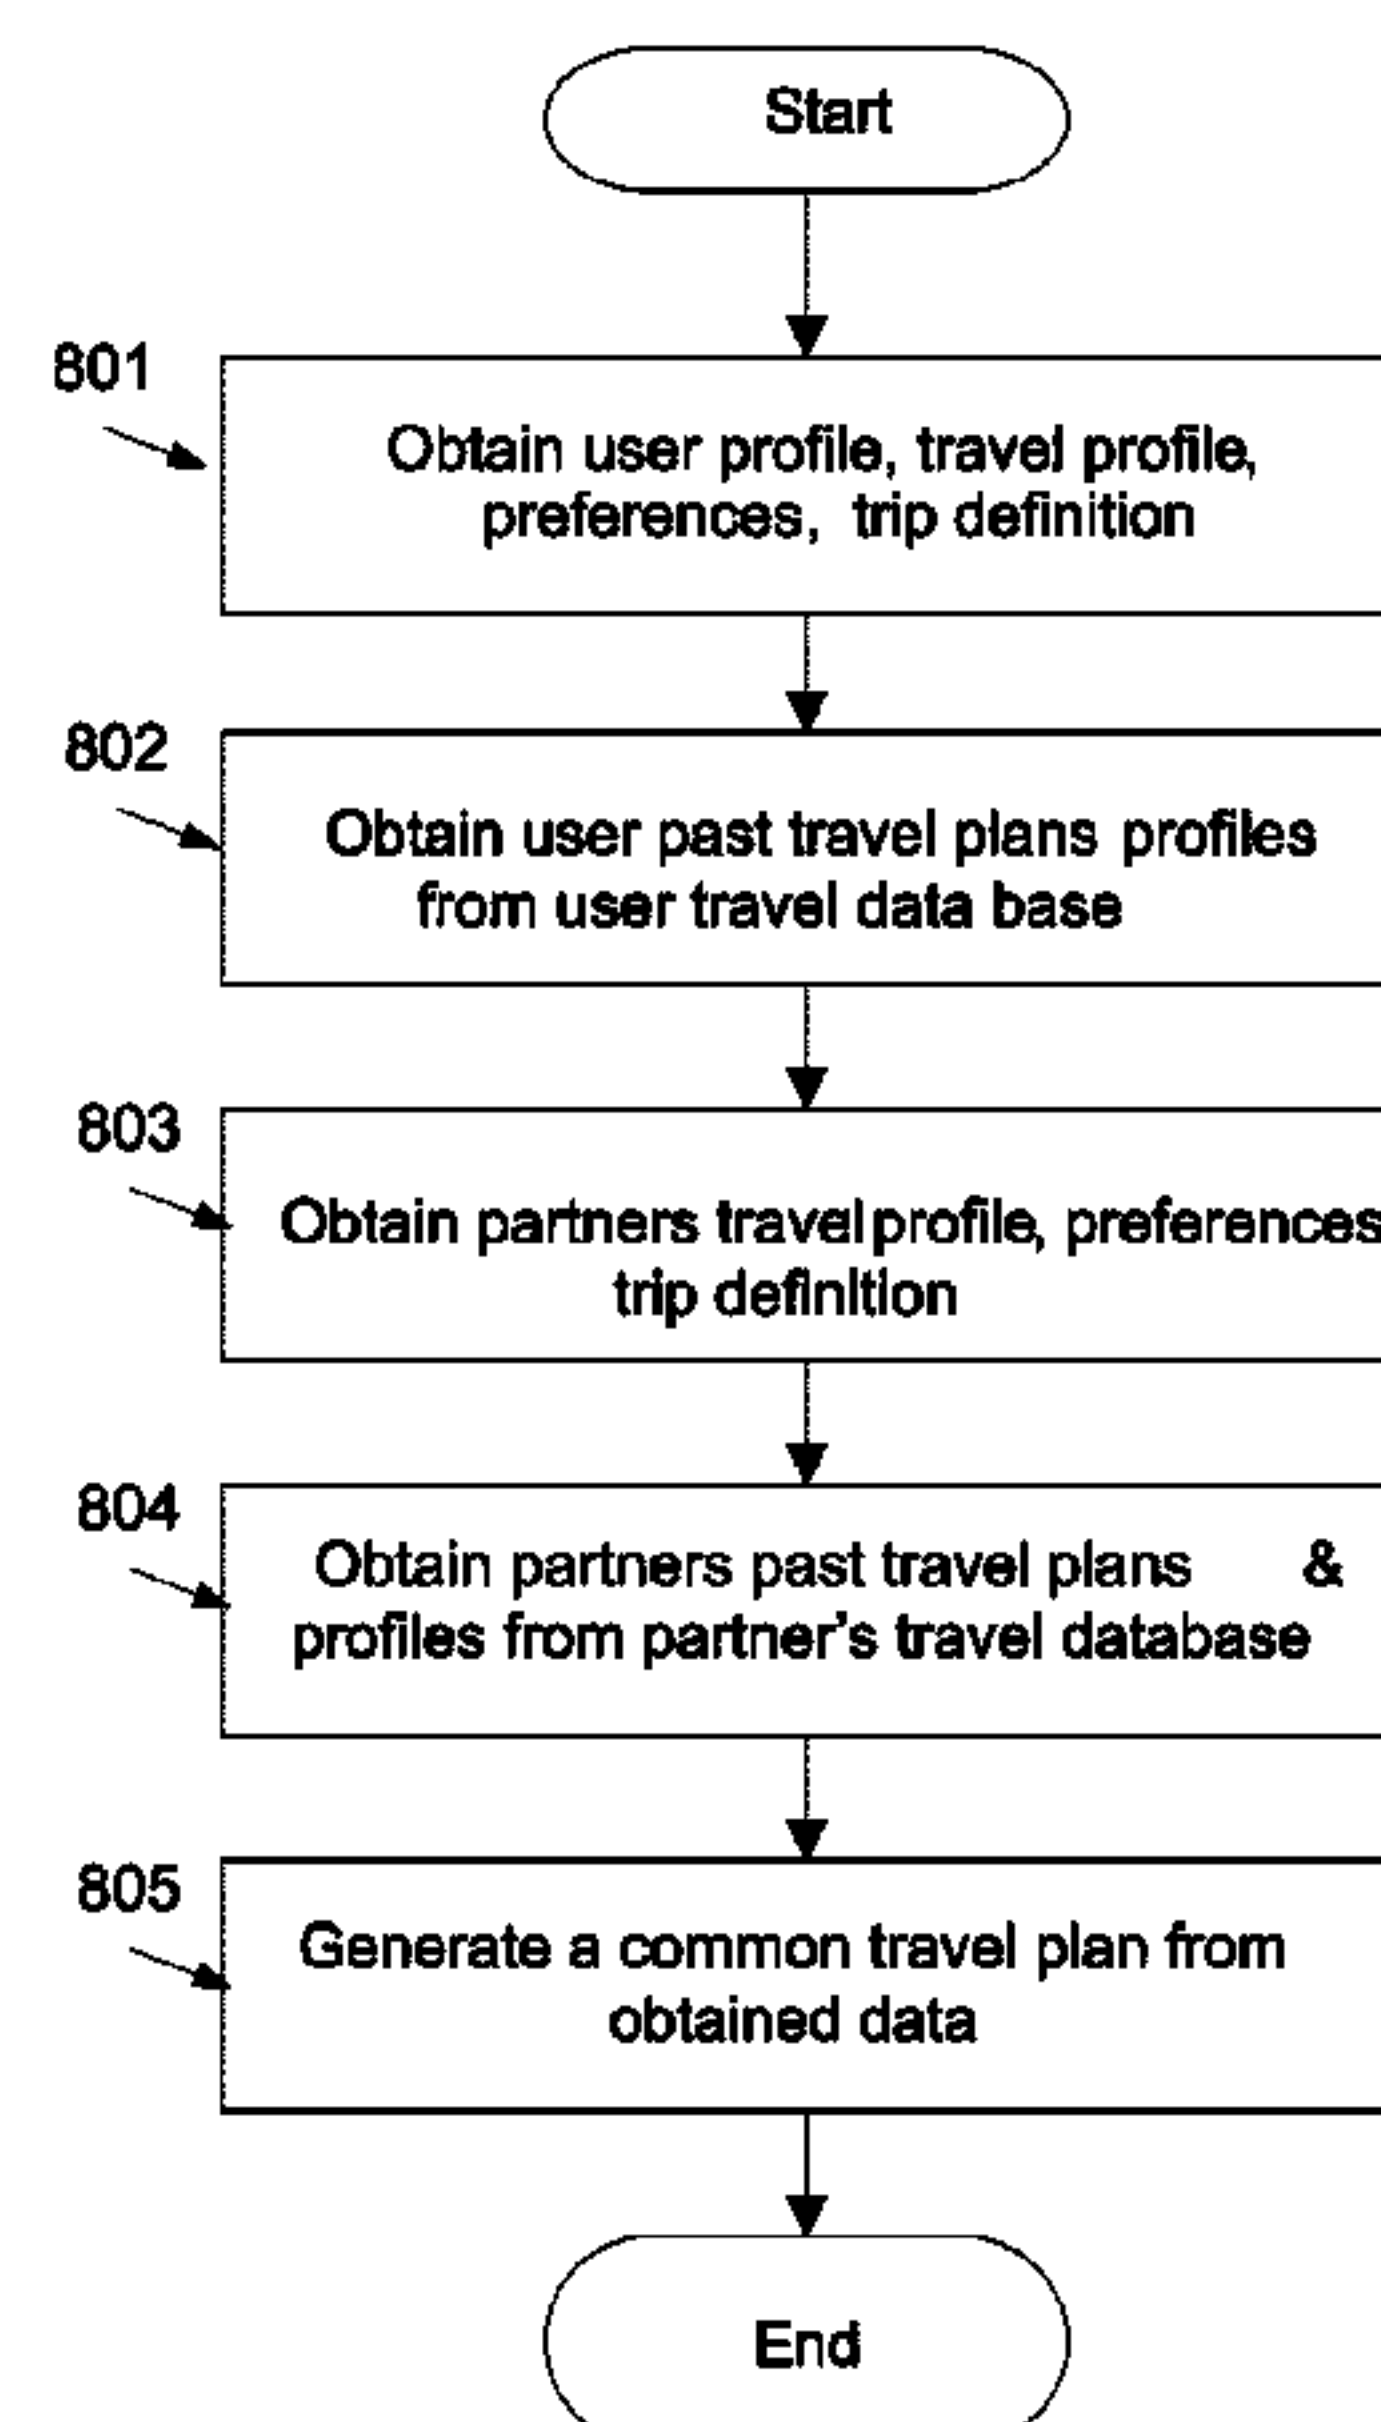 Start
801
Obtain user profile, travel profile,
preferences, trip definition
802
Obtain user past travel plans profiles
from user travel data base
803
Obtain partners travel profile, preferences
trip definition
804
Obtain partners past travel plans &
profiles from partner's travel database
805
Generate a common travel plan from
obtained data
End